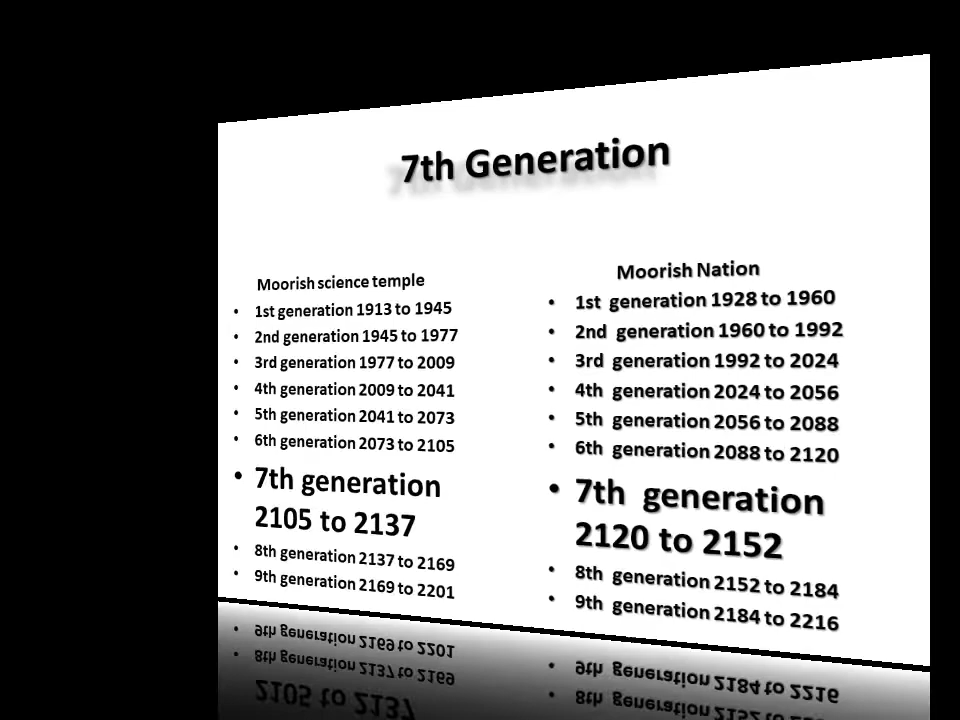 7th Generation
Moorish science temple
• 1st generation 1913 to 1945
• 2nd generation 1945 to 1977
• 3rd generation 1977 to 2009
• 4th generation 2009 to 2041
• 5th generation 2041 to 2073
• 6th generation 2073 to 2105
• 7th generation
2105 to 2137
• 8th generation 2137 to 2169
• 9th generation 2169 to 2201
Moorish Nation
• 1st generation 1928 to 1960
• 2nd generation 1960 to 1992
• 3rd generation 1992 to 2024
• 4th generation 2024 to 2056
• 5th generation 2056 to 2088
• 6th generation 2088 to 2120
• 7th generation
2120 to 2152
• 8th generation 2152 to 2184
• 9th generation 2184 to 2216